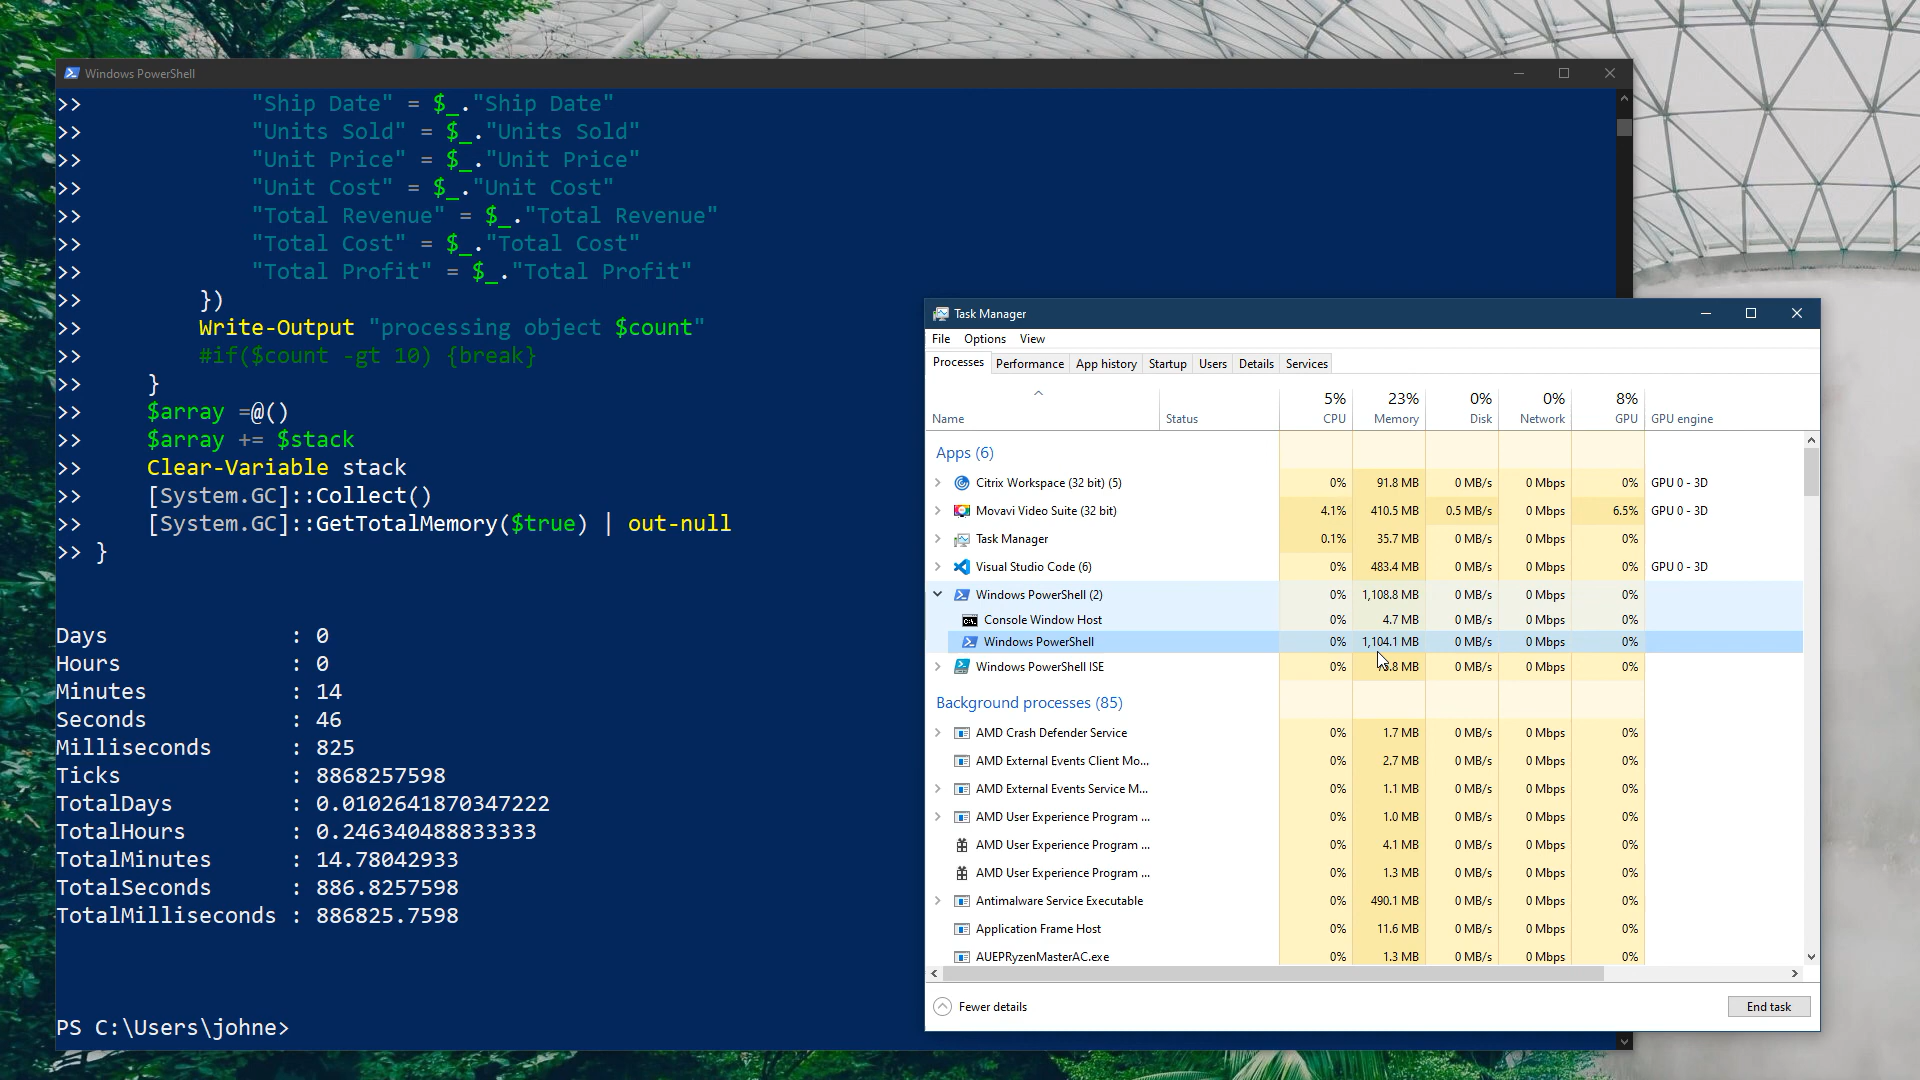 Windows PowerShell
>> "Ship Date" = $_."Ship Date"
>> "Units Sold" = $_."Units Sold"
>> "Unit Price" = $_."Unit Price"
>> "Unit Cost" = $_."Unit Cost"
>> "Total Revenue" = $_."Total Revenue"
>> "Total Cost" = $_."Total Cost"
>> "Total Profit" = $_."Total Profit"
>> })
>> Write-Output "processing object $count"
>> #if($count -gt 10) {break}
>> }
>> $array =@()
>> $array += $stack
>> Clear-Variable stack
>> [System.GC]::Collect()
>> [System.GC]::GetTotalMemory($true) | out-null
>> }
Days : 0
Hours : 0
Minutes : 14
Seconds : 46
Milliseconds : 825
Ticks : 8868257598
TotalDays : 0.0102641870347222
TotalHours : 0.246340488833333
TotalMinutes : 14.78042933
TotalSeconds : 886.8257598
TotalMilliseconds : 886825.7598
PS C:\Users\johne>
Task Manager
File Options View
Processes Performance App history Startup Users Details Services
5% 23% 0% 0% 8%
Name Status CPU Memory Disk Network GPU GPU engine
Apps (6)
Citrix Workspace (32 bit) (5) 0% 91.8 MB 0 MB/s 0 Mbps 0% GPU 0 - 3D
Movavi Video Suite (32 bit) 4.1% 410.5 MB 0.5 MB/s 0 Mbps 6.5% GPU 0 - 3D
Task Manager 0.1% 35.7 MB 0 MB/s 0 Mbps 0%
Visual Studio Code (6) 0% 483.4 MB 0 MB/s 0 Mbps 0% GPU 0 - 3D
Windows PowerShell (2) 0% 1,108.8 MB 0 MB/s 0 Mbps 0%
Console Window Host 0% 4.7 MB 0 MB/s 0 Mbps 0%
Windows PowerShell 0% 1,104.1 MB 0 MB/s 0 Mbps 0%
Windows PowerShell ISE 0% MB 0 MB/s 0 Mbps 0%
Background processes (85)
AMD Crash Defender Service 0% 1.7 MB 0 MB/s 0 Mbps 0%
AMD External Events Client Mo... 0% 2.7 MB 0 MB/s 0 Mbps 0%
AMD External Events Service M... 0% 1.1 MB 0 MB/s 0 Mbps 0%
AMD User Experience Program ... 0% 1.0 MB 0 MB/s 0 Mbps 0%
AMD User Experience Program ... 0% 4.1 MB 0 MB/s 0 Mbps 0%
AMD User Experience Program ... 0% 1.3 MB 0 MB/s 0 Mbps 0%
Antimalware Service Executable 0% 490.1 MB 0 MB/s 0 Mbps 0%
Application Frame Host 0% 11.6 MB 0 MB/s 0 Mbps 0%
AUEPRyzenMasterAC.exe 0% 1.3 MB 0 MB/s 0 Mbps 0%
Fewer details End task